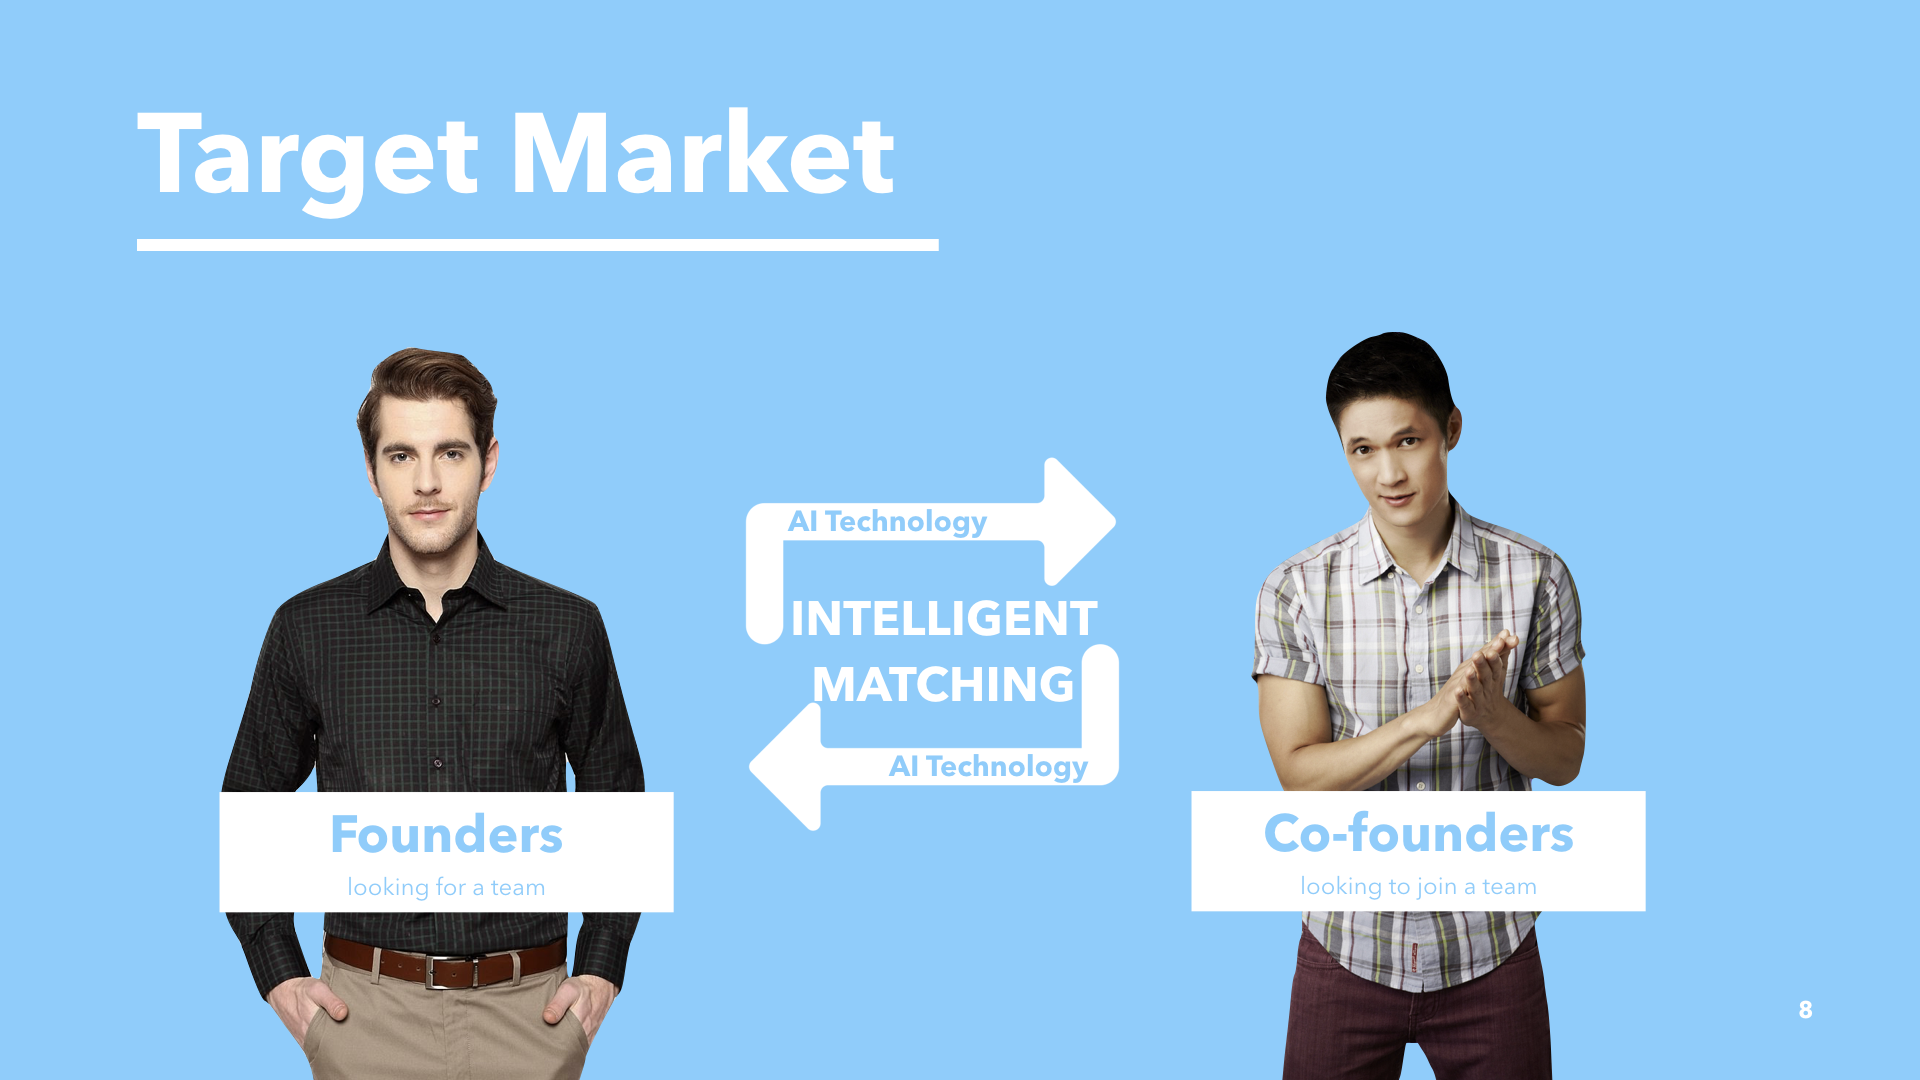 Target Market
AI Technology
INTELLIGENT
MATCHING
AI Technology
Founders
looking for a team
Co-founders
looking to join a team
8